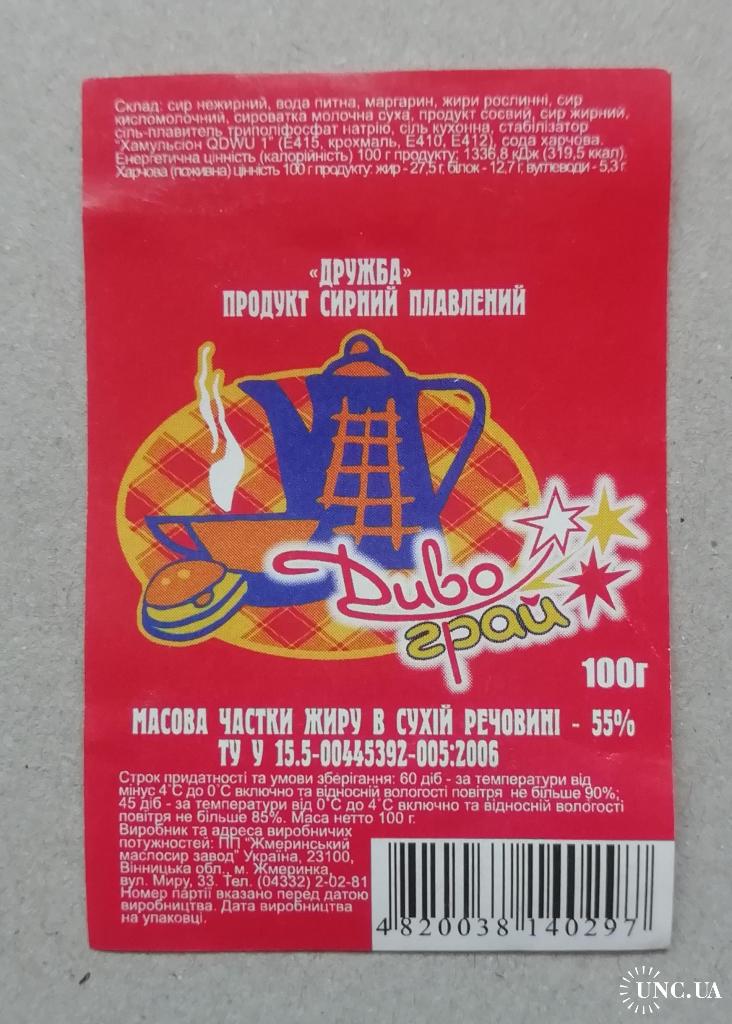 Склад: сир нежирний, вода питна, маргарин, жири рослинні, сир
кисломолочний, сироватка молочна суха, продукт соєвий, сир жирний,
сіль-плавитель триполіфосфат натрію, сіль кухонна, стабілізатор
"Хамульсіон QDWU 1" (Е415, крохмаль, Е410, Е412), сода харчова.
Енергетична цінність (калорійність) 100 г продукту: 1336,8 кДж (319,5 ккал).
Харчова (поживна) цінність 100 г продукту: жир - 27,5 г, білок - 12,7 г, вуглеводи - 5,3 г
«ДРУЖБА»
ПРОДУКТ СИРНИЙ ПЛАВЛЕНИЙ
Диво
грай
100г
МАСОВА ЧАСТКИ ЖИРУ В СУХІЙ РЕЧОВИНІ - 55%
ТУ У 15.5-00445392-005:2006
Строк придатності та умови зберігання: 60 діб - за температури від
мінус 4°С до 0°С включно та відносній вологості повітря не більше 90%;
45 діб - за температури від 0°С до 4°С включно та відносній вологості
повітря не більше 85%. Маса нетто 100 г.
Виробник та адреса виробничих
потужностей: ПП "Жмеринський
маслосир завод" Україна, 23100,
Вінницька обл., м. Жмеринка,
вул. Миру, 33. Тел. (04332) 2-02-81
Номер партії вказано перед датою
виробництва. Дата виробництва
на упаковці.
4 820038 140297
UNC.UA